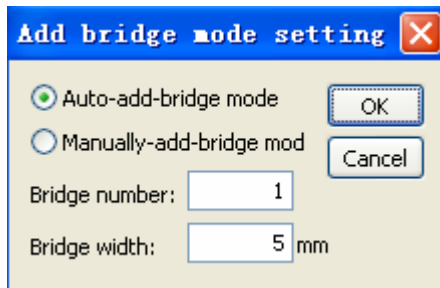 Add bridge mode setting
Auto-add-bridge mode
OK
Manually-add-bridge mod
Cancel
Bridge number: 1
Bridge width: 5 mm